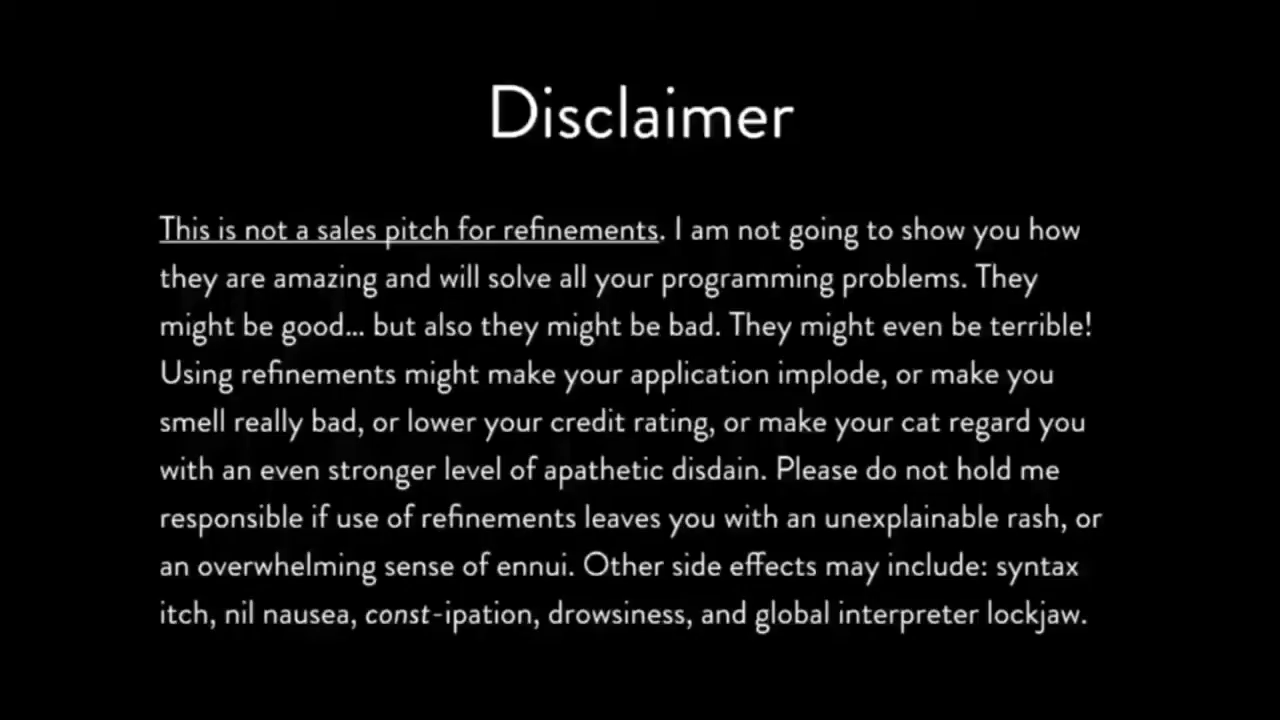 Disclaimer
This is not a sales pitch for refinements. I am not going to show you how
they are amazing and will solve all your programming problems. They
might be good... but also they might be bad. They might even be terrible!
Using refinements might make your application implode, or make you
smell really bad, or lower your credit rating, or make your cat regard you
with an even stronger level of apathetic disdain. Please do not hold me
responsible if use of refinements leaves you with an unexplainable rash, or
an overwhelming sense of ennui. Other side effects may include: syntax
itch, nil nausea, const-ipation, drowsiness, and global interpreter lockjaw.